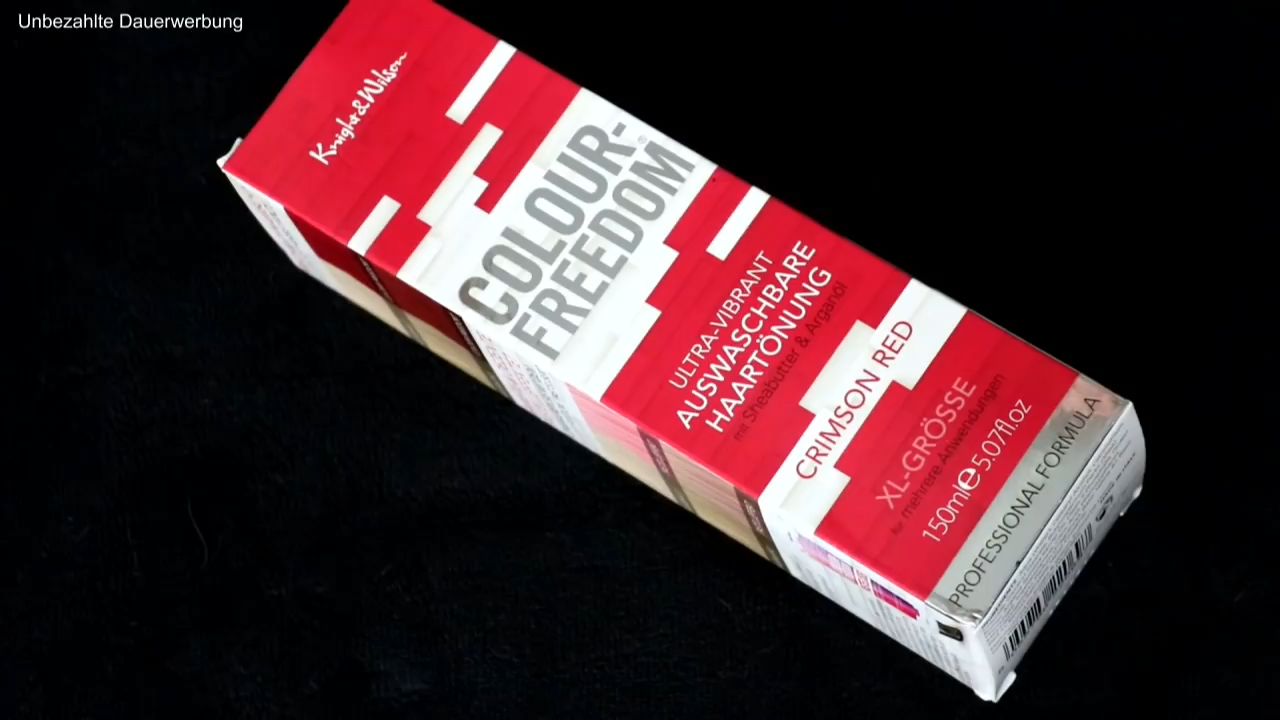 Unbezahlte Dauerwerbung
Knight & Wilson
COLOUR-
FREEDOM®
ULTRA-VIBRANT
AUSWASCHBARE
HAARTÖNUNG
mit Sheabutter & Arganöl
CRIMSON RED
XL-GRÖSSE
für mehrere Anwendungen
150ml e 5.07fl.oz
PROFESSIONAL FORMULA